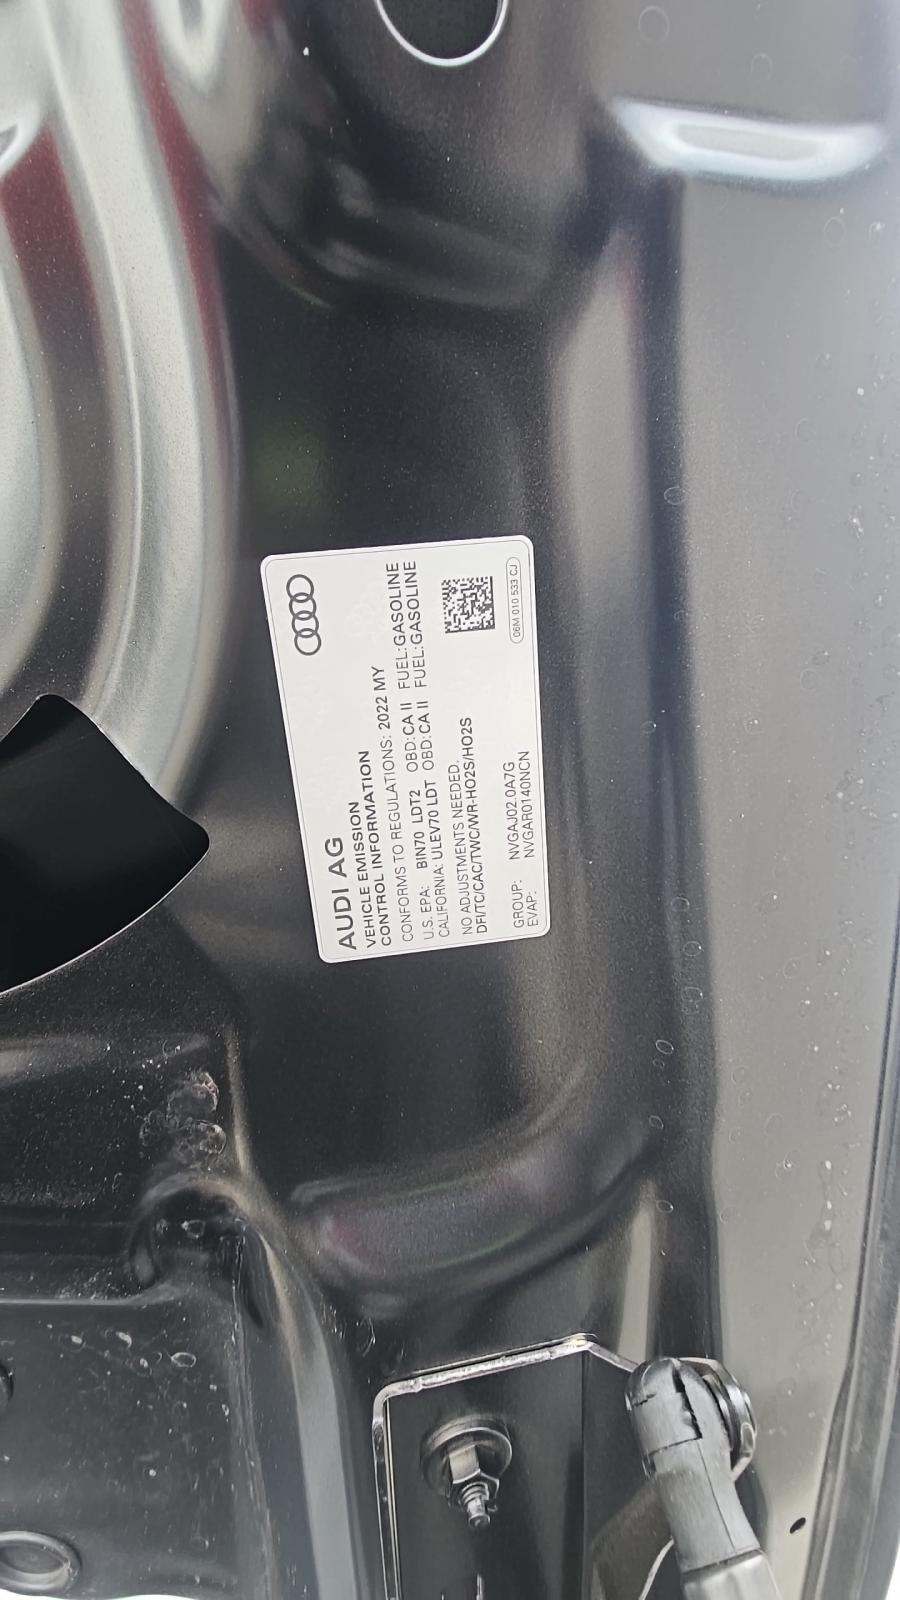 AUDI AG
VEHICLE EMISSION
CONTROL INFORMATION
CONFORMS TO REGULATIONS: 2022 MY
U.S. EPA: BIN70 LDT2 OBD: CA II FUEL: GASOLINE
CALIFORNIA: ULEV70 LDT OBD: CA II FUEL: GASOLINE
NO ADJUSTMENTS NEEDED.
DFI/TC/CAC/TWC/WR-HO2S/HO2S
GROUP: NVGAJ02.0A7G
EVAP: NVGAR0140NCN
06M 010 533 CJ